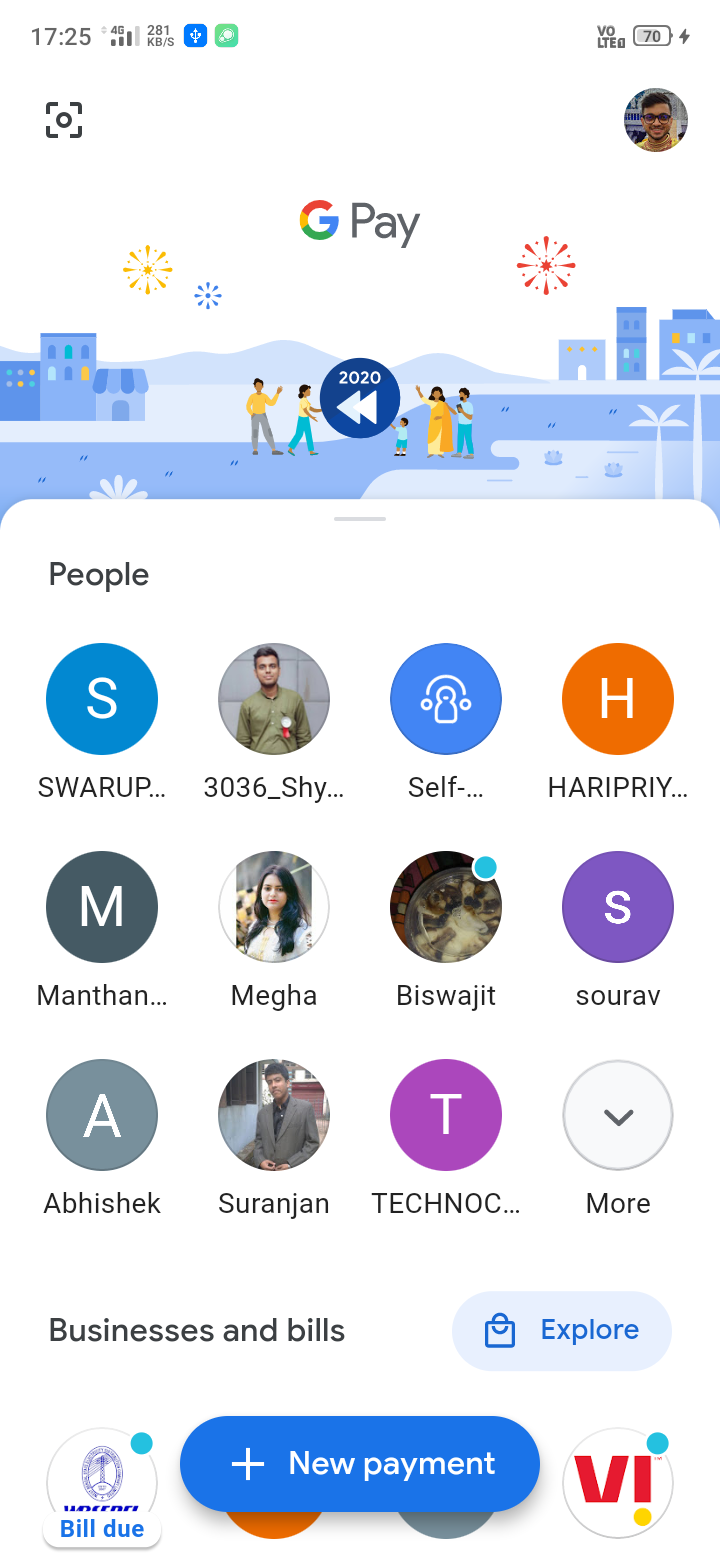 17:25 4G 281 KB/S VO LTE 70
G Pay
2020
People
S H
SWARUP... 3036_Shy... Self-... HARIPRIY...
M S
Manthan... Megha Biswajit sourav
A T
Abhishek Suranjan TECHNOC... More
Businesses and bills Explore
VI
New payment
Bill due